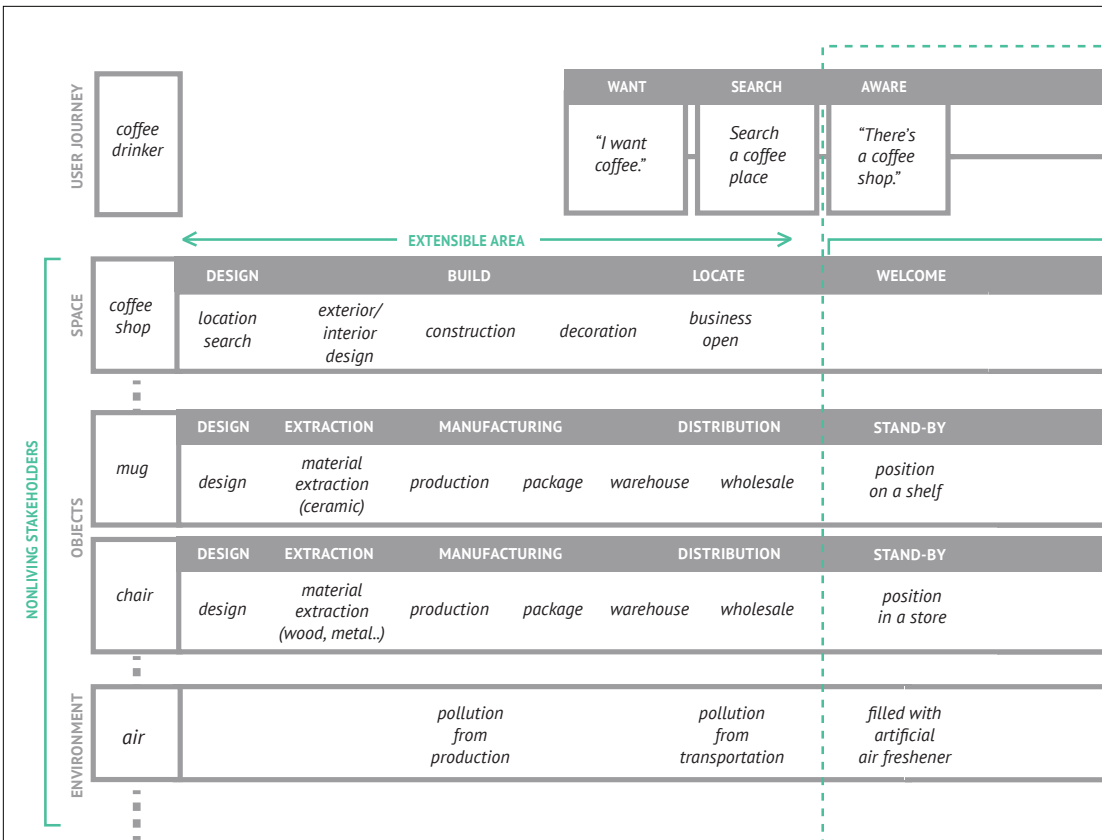 USER JOURNEY
coffee
drinker
WANT SEARCH AWARE
“I want
coffee.”
Search
a coffee
place
“There’s
a coffee
shop.”
EXTENSIBLE AREA
NONLIVING STAKEHOLDERS
SPACE
coffee
shop
DESIGN BUILD LOCATE WELCOME
location
search
exterior/
interior
design
construction
decoration
business
open
OBJECTS
mug
DESIGN EXTRACTION MANUFACTURING DISTRIBUTION STAND-BY
design
material
extraction
(ceramic)
production
package
warehouse
wholesale
position
on a shelf
chair
DESIGN EXTRACTION MANUFACTURING DISTRIBUTION STAND-BY
design
material
extraction
(wood, metal..)
production
package
warehouse
wholesale
position
in a store
ENVIRONMENT
air
pollution
from
production
pollution
from
transportation
filled with
artificial
air freshener